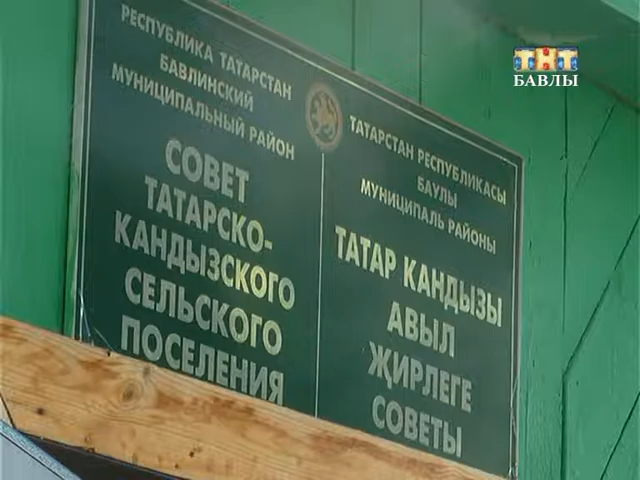 РЕСПУБЛИКА ТАТАРСТАН
БАВЛИНСКИЙ
МУНИЦИПАЛЬНЫЙ РАЙОН
СОВЕТ
ТАТАРСКО-
КАНДЫЗСКОГО
СЕЛЬСКОГО
ПОСЕЛЕНИЯ
ТАТАРСТАН РЕСПУБЛИКАСЫ
БАУЛЫ
МУНИЦИПАЛЬ РАЙОНЫ
ТАТАР КАНДЫЗЫ
АВЫЛ
ҖИРЛЕГЕ
СОВЕТЫ
ТНТ
БАВЛЫ